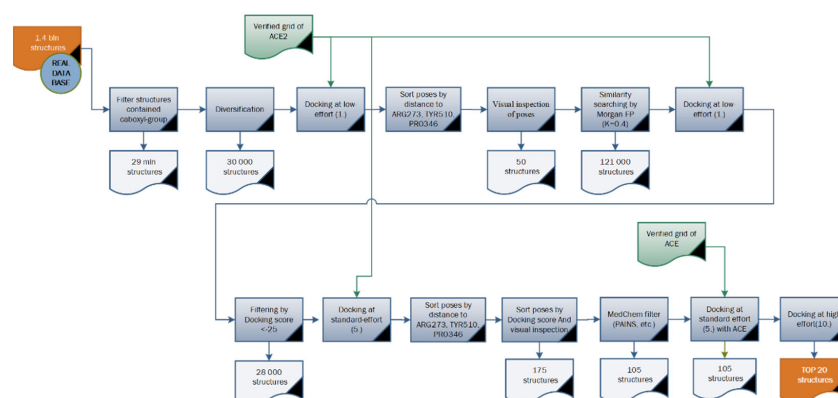 1.4 bln
structures
REAL
DATA
BASE
Verified grid of
ACE2
Filter structures
contained
caboxyl-group
Diversification
Docking at low
effort (1.)
Sort poses by
distance to
ARG273, TYR510,
PRO346
Visual inspection
of poses
Similarity
searching by
Morgan FP
(K=0.4)
Docking at low
effort (1.)
29 mln
structures
30 000
structures
50
structures
121 000
structures
Verified grid of
ACE
Filtering by
Docking score
<-25
Docking at
standard-effort
(5.)
Sort poses by
distance to
ARG273, TYR510,
PRO346
Sort poses by
Docking score And
visual inspection
MedChem filter
(PAINS, etc.)
Docking at
standard effort
(5.) with ACE
Docking at high
effort(10.)
28 000
structures
175
structures
105
structures
105
structures
TOP 20
structures